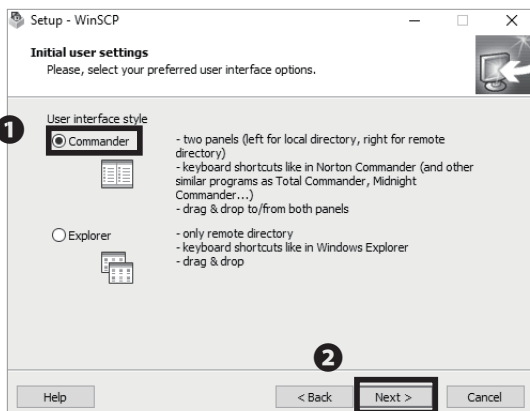 Setup - WinSCP
Initial user settings
Please, select your preferred user interface options.
User interface style
1
Commander
- two panels (left for local directory, right for remote
directory)
- keyboard shortcuts like in Norton Commander (and other
similar programs as Total Commander, Midnight
Commander...)
- drag & drop to/from both panels
Explorer
- only remote directory
- keyboard shortcuts like in Windows Explorer
- drag & drop
2
Help
< Back
Next >
Cancel